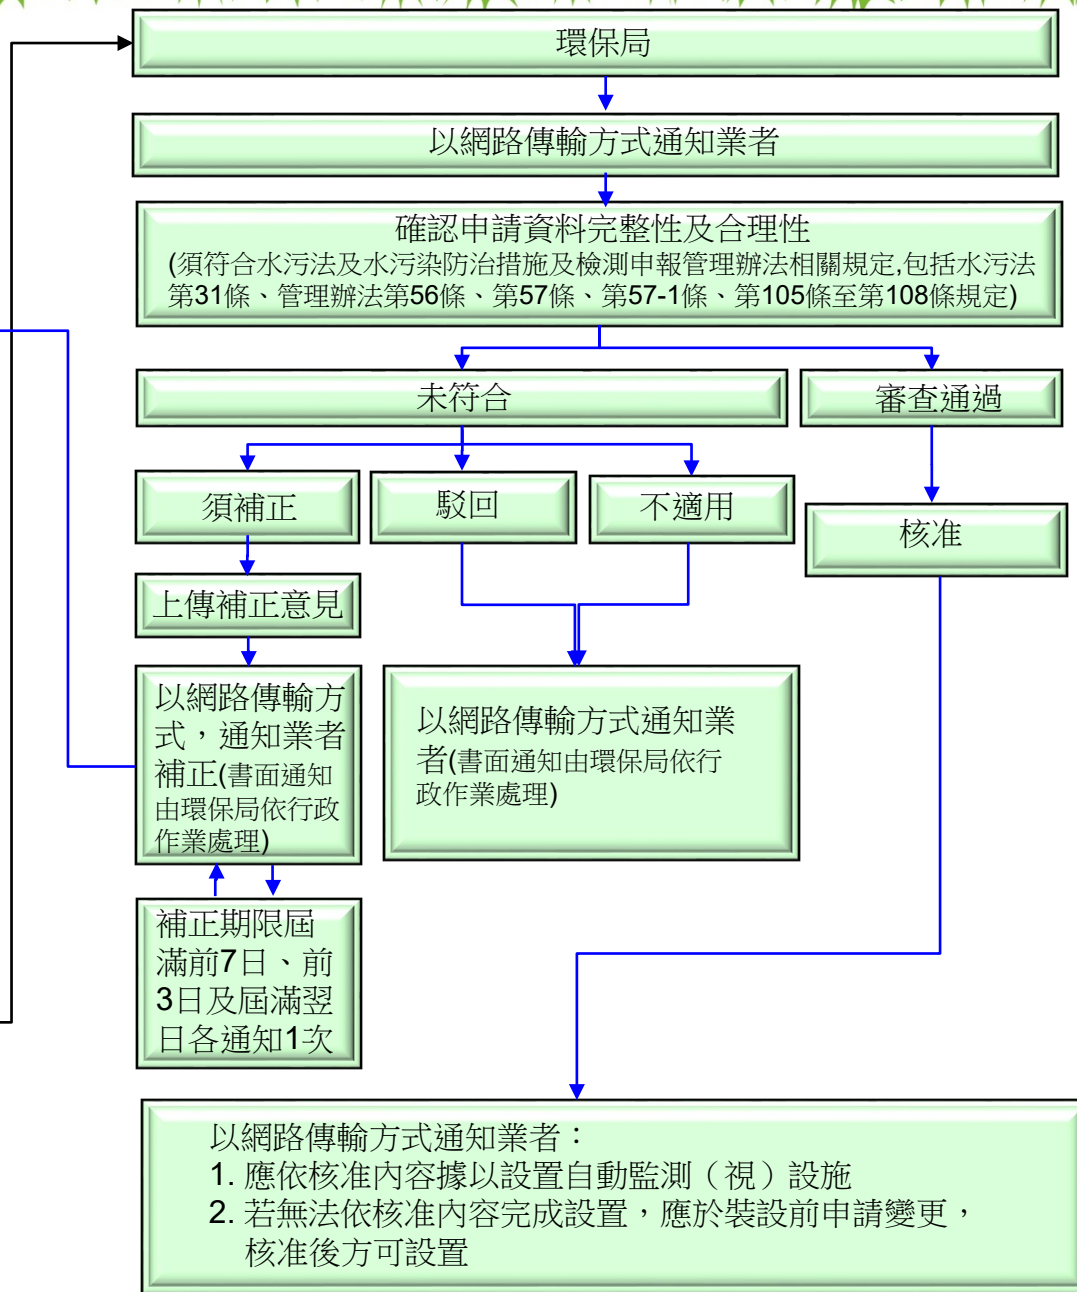 環保局
以網路傳輸方式通知業者
確認申請資料完整性及合理性
(須符合水污法及水污染防治措施及檢測申報管理辦法相關規定,包括水污法
第31條、管理辦法第56條、第57條、第57-1條、第105條至第108條規定)
未符合
審查通過
須補正
駁回
不適用
核准
上傳補正意見
以網路傳輸方
式，通知業者
補正(書面通知
由環保局依行政
作業處理)
以網路傳輸方式通知業
者(書面通知由環保局依行
政作業處理)
補正期限屆
滿前7日、前
3日及屆滿翌
日各通知1次
以網路傳輸方式通知業者：
1. 應依核准內容據以設置自動監測（視）設施
2. 若無法依核准內容完成設置，應於裝設前申請變更，
核准後方可設置